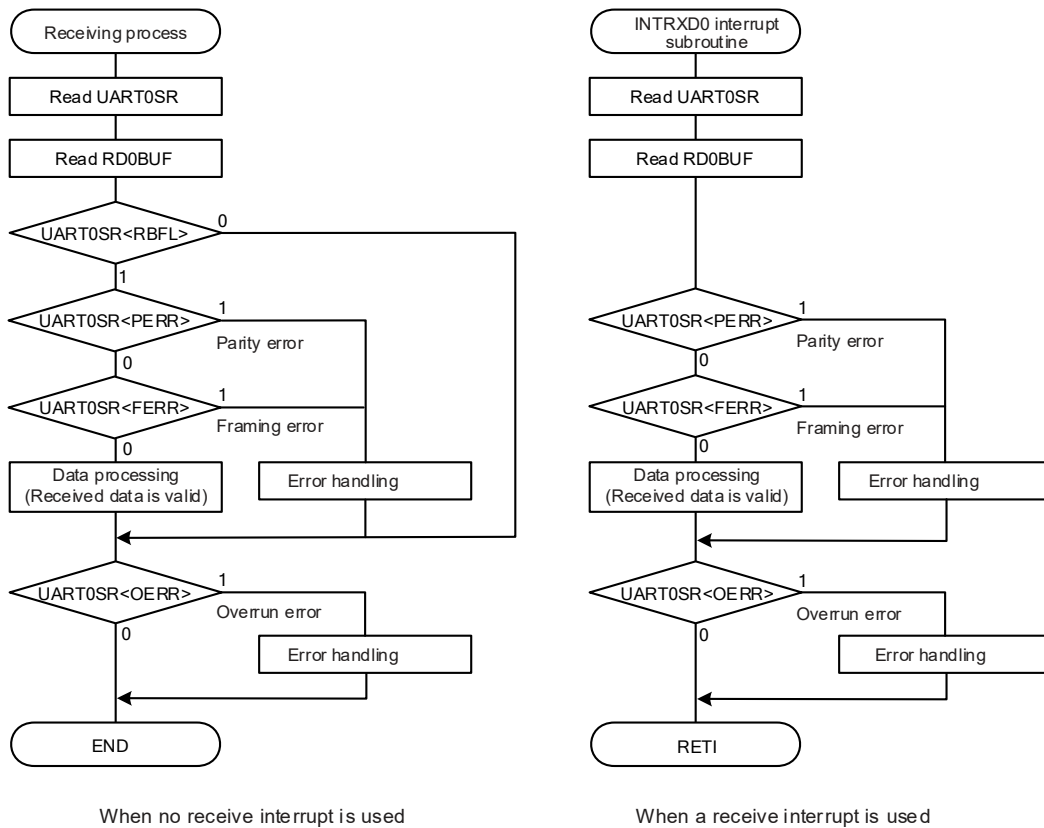 Receiving process
Read UART0SR
Read RD0BUF
UART0SR<RBFL>
0
1
UART0SR<PERR>
1
Parity error
0
UART0SR<FERR>
1
Framing error
0
Data processing
(Received data is valid)
Error handling
UART0SR<OERR>
1
Overrun error
0
Error handling
END
When no receive interrupt is used
INTRXD0 interrupt
subroutine
Read UART0SR
Read RD0BUF
UART0SR<PERR>
1
Parity error
0
UART0SR<FERR>
1
Framing error
0
Data processing
(Received data is valid)
Error handling
UART0SR<OERR>
1
Overrun error
0
Error handling
RETI
When a receive interrupt is used